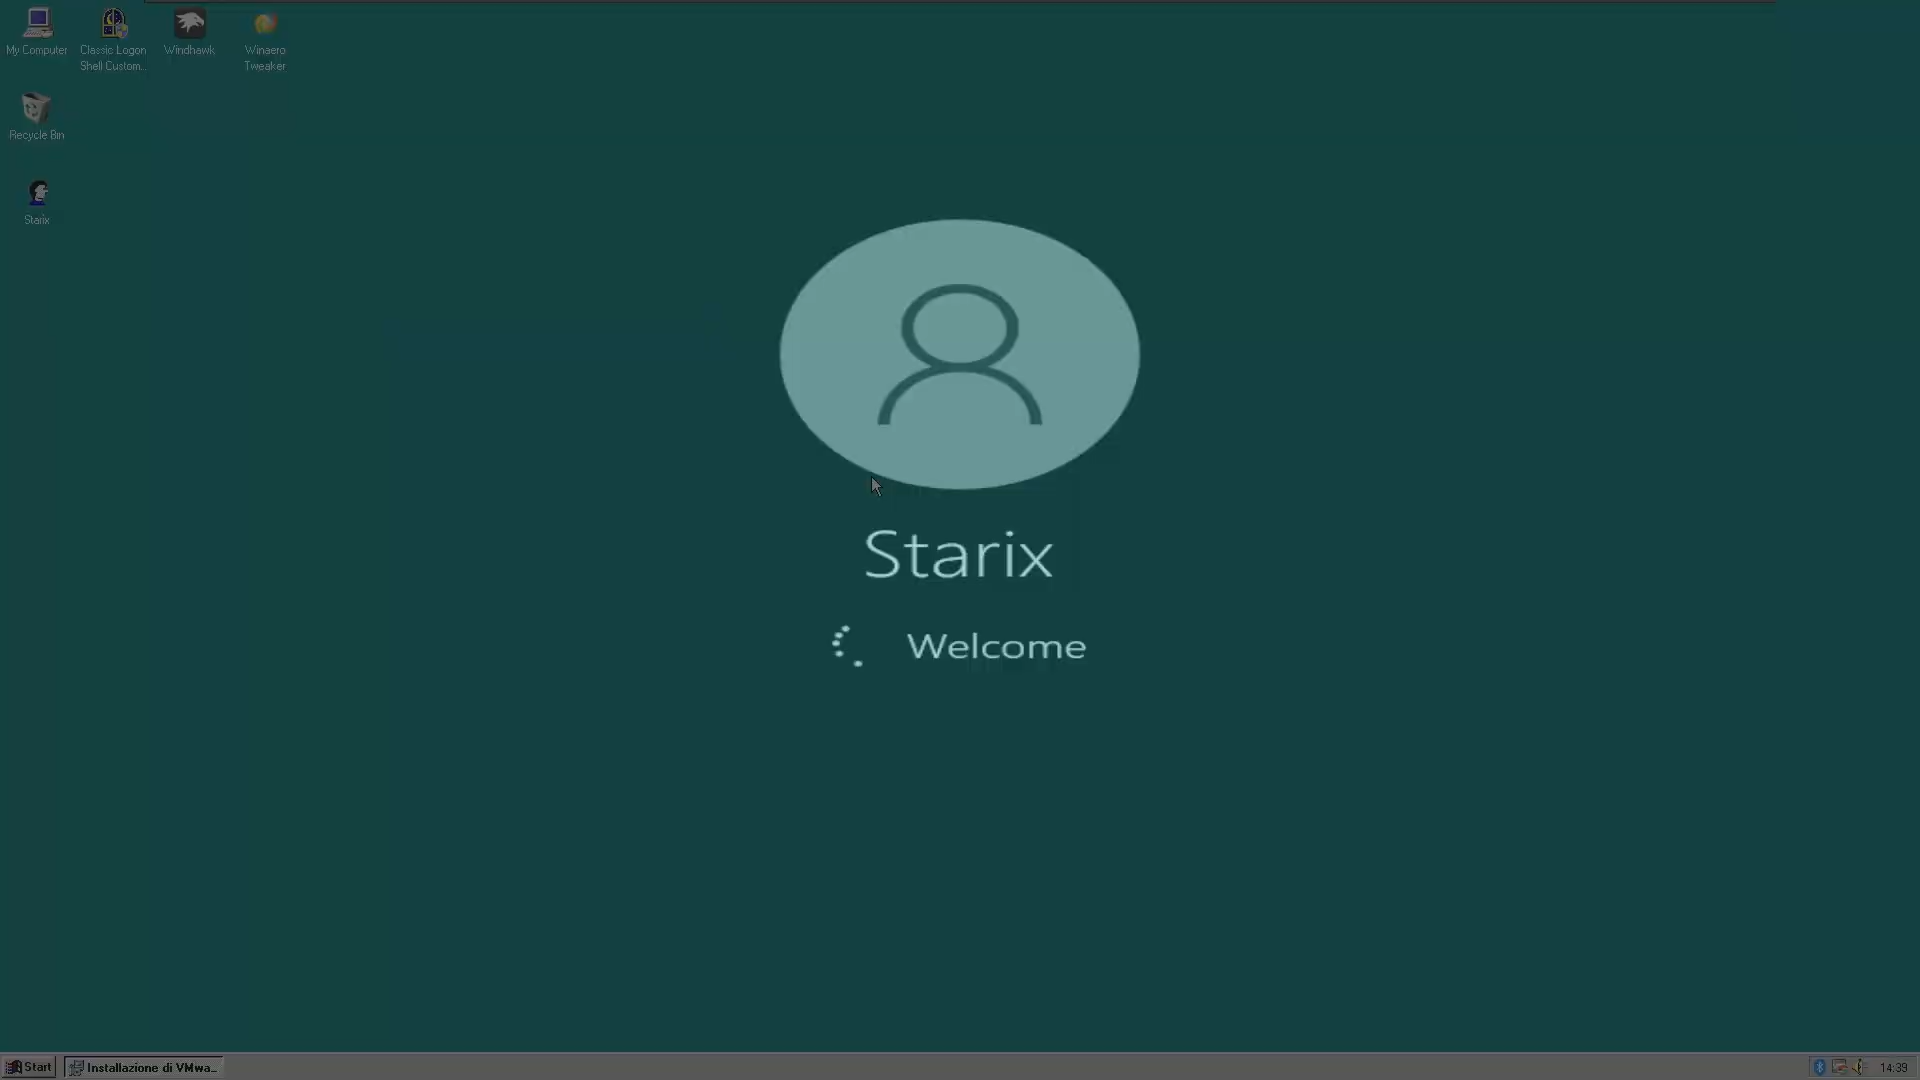 My Computer
Classic Logon
Shell Custom...
Windhawk
Winaero
Tweaker
Recycle Bin
Starix
Starix
Welcome
Start
Installazione di VMwa...
14:39